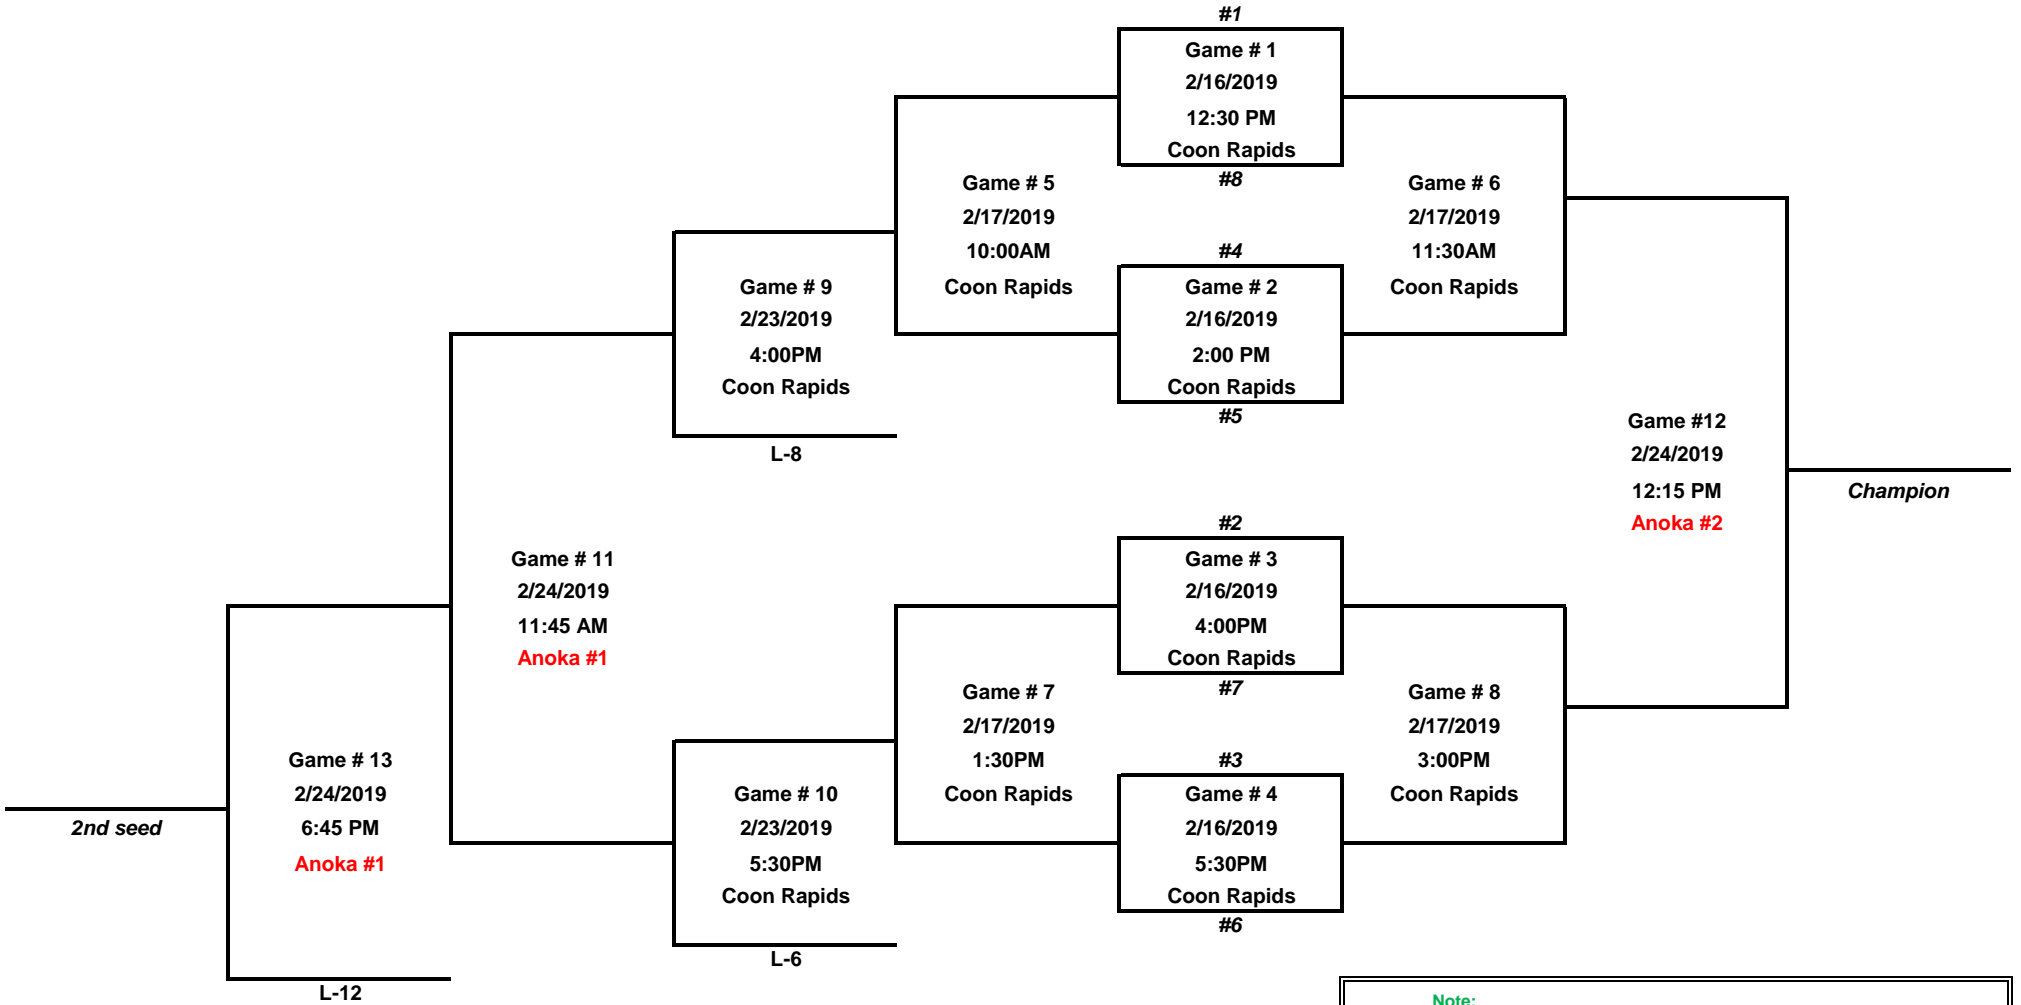 #1
Game # 1
2/16/2019
12:30 PM
Coon Rapids
#8
Game # 5
2/17/2019
10:00AM
Coon Rapids
Game # 6
2/17/2019
11:30AM
Coon Rapids
#4
Game # 2
2/16/2019
2:00 PM
Coon Rapids
#5
Game # 9
2/23/2019
4:00PM
Coon Rapids
L-8
Game #12
2/24/2019
12:15 PM
Anoka #2
Champion
#2
Game # 3
2/16/2019
4:00PM
Coon Rapids
#7
Game # 11
2/24/2019
11:45 AM
Anoka #1
Game # 7
2/17/2019
1:30PM
Coon Rapids
Game # 8
2/17/2019
3:00PM
Coon Rapids
#3
Game # 4
2/16/2019
5:30PM
Coon Rapids
#6
Game # 13
2/24/2019
6:45 PM
Anoka #1
2nd seed
Game # 10
2/23/2019
5:30PM
Coon Rapids
L-6
L-12
Note: